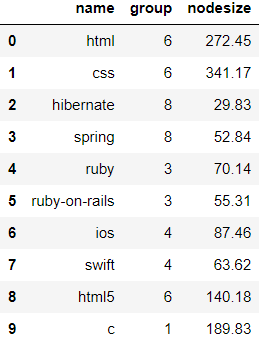 name group nodesize
0 html 6 272.45
1 css 6 341.17
2 hibernate 8 29.83
3 spring 8 52.84
4 ruby 3 70.14
5 ruby-on-rails 3 55.31
6 ios 4 87.46
7 swift 4 63.62
8 html5 6 140.18
9 c 1 189.83